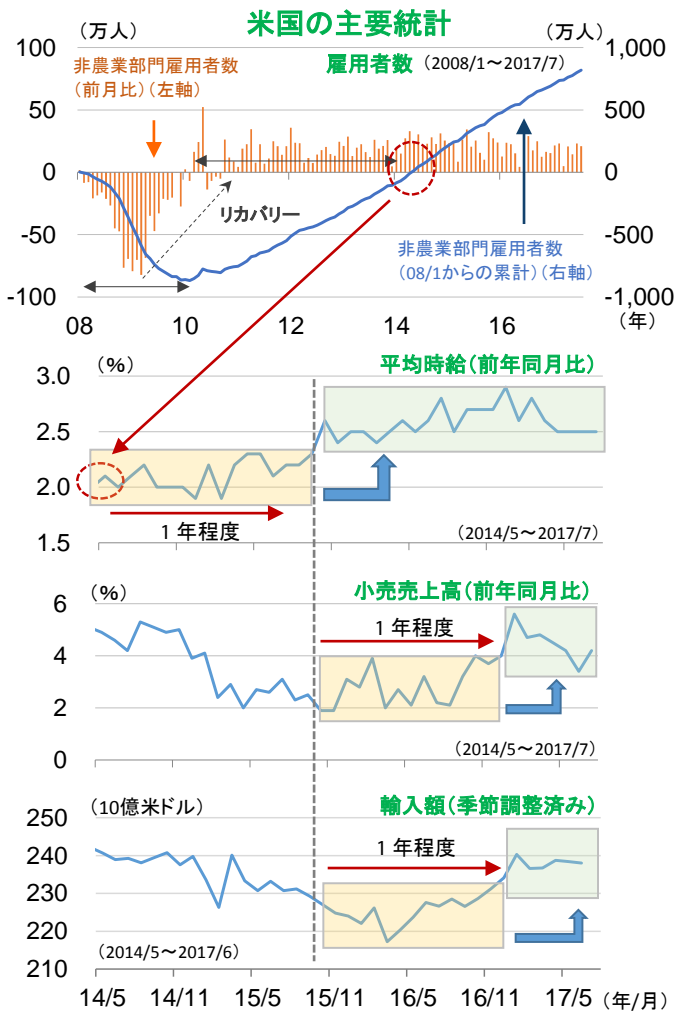 米国の主要統計
(万人)
(万人)
雇用者数 (2008/1～2017/7)
非農業部門雇用者数
(前月比)(左軸)
100
50
0
-50
-100
1,000
500
0
-500
-1,000
リカバリー
非農業部門雇用者数
(08/1からの累計)(右軸)
08 10 12 14 16
(年)
(%)
平均時給(前年同月比)
3.0
2.5
2.0
1.5
1年程度
(2014/5～2017/7)
(%)
小売売上高(前年同月比)
6
4
2
0
1年程度
(2014/5～2017/7)
(10億米ドル)
輸入額(季節調整済み)
250
240
230
220
210
1年程度
(2014/5～2017/6)
14/5 14/11 15/5 15/11 16/5 16/11 17/5 (年/月)